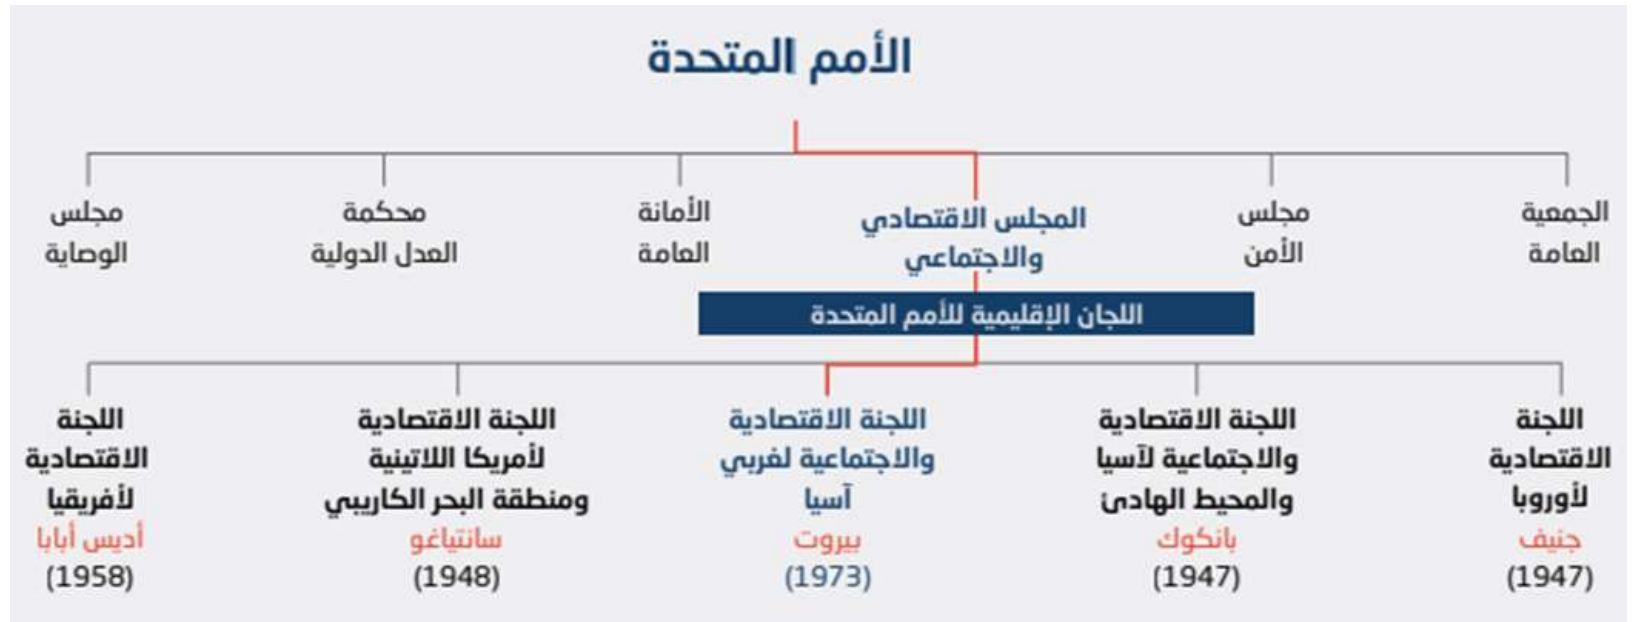 الأمم المتحدة
الجمعية
العامة
مجلس
الأمن
المجلس الاقتصادي
والاجتماعي
الأمانة
العامة
محكمة
العدل الدولية
مجلس
الوصاية
اللجان الإقليمية للأمم المتحدة
اللجنة
الاقتصادية
لأوروبا
جنيف
(1947)
اللجنة الاقتصادية
والاجتماعية لآسيا
والمحيط الهادئ
بانكوك
(1947)
اللجنة الاقتصادية
والاجتماعية لغربي
آسيا
بيروت
(1973)
اللجنة الاقتصادية
لأمريكا اللاتينية
ومنطقة البحر الكاريبي
سانتياغو
(1948)
اللجنة
الاقتصادية
لأفريقيا
أديس أبابا
(1958)